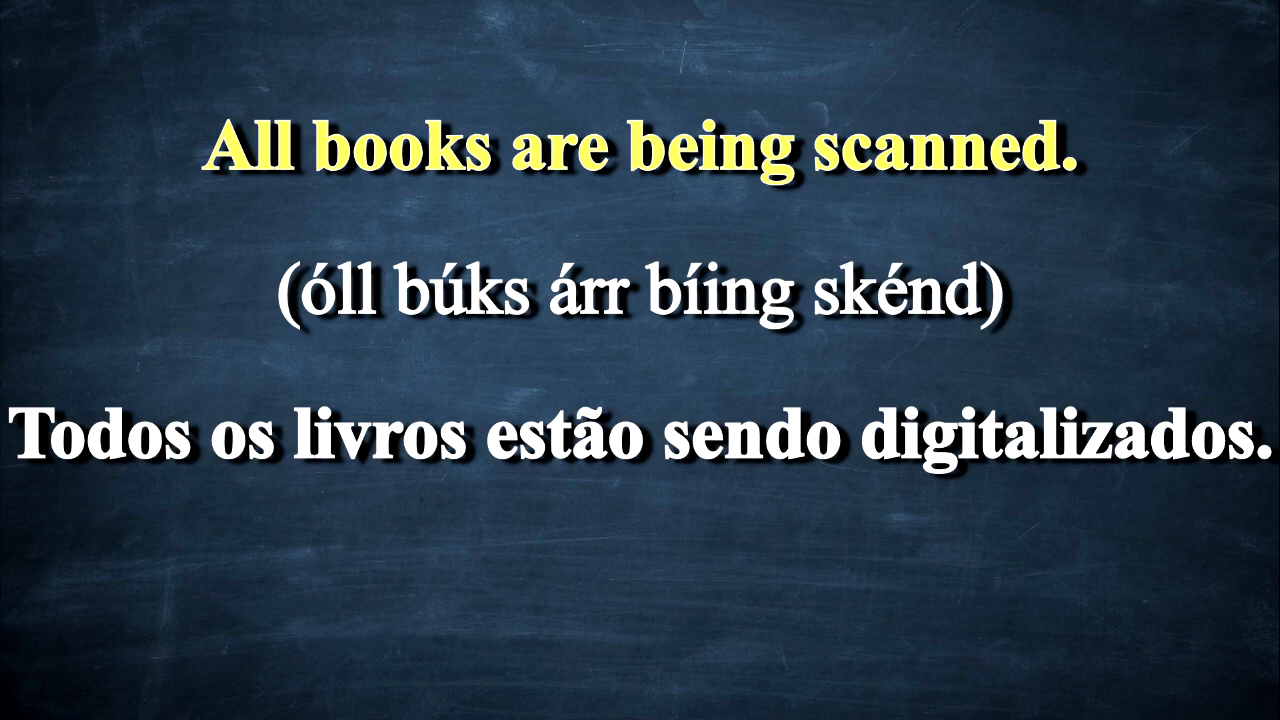 All books are being scanned.
(óll búks árr bíing skénd)
Todos os livros estão sendo digitalizados.